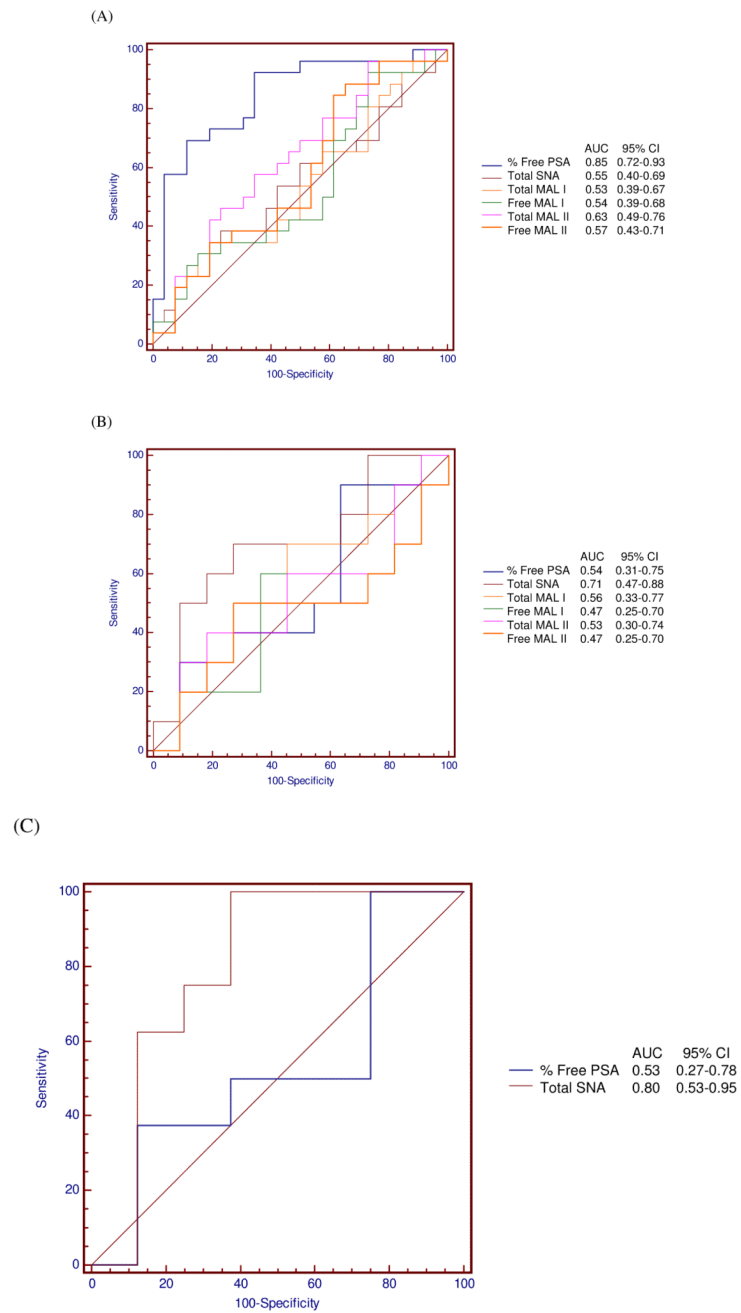 (A)
100
80
60
40
20
0
Sensitivity
0 20 40 60 80 100
100-Specificity
AUC 95% CI
% Free PSA 0.85 0.72-0.93
Total SNA 0.55 0.40-0.69
Total MAL I 0.53 0.39-0.67
Free MAL I 0.54 0.39-0.68
Total MAL II 0.63 0.49-0.76
Free MAL II 0.57 0.43-0.71
(B)
100
80
60
40
20
0
Sensitivity
0 20 40 60 80 100
100-Specificity
AUC 95% CI
% Free PSA 0.54 0.31-0.75
Total SNA 0.71 0.47-0.88
Total MAL I 0.56 0.33-0.77
Free MAL I 0.47 0.25-0.70
Total MAL II 0.53 0.30-0.74
Free MAL II 0.47 0.25-0.70
(C)
100
80
60
40
20
0
Sensitivity
0 20 40 60 80 100
100-Specificity
AUC 95% CI
% Free PSA 0.53 0.27-0.78
Total SNA 0.80 0.53-0.95